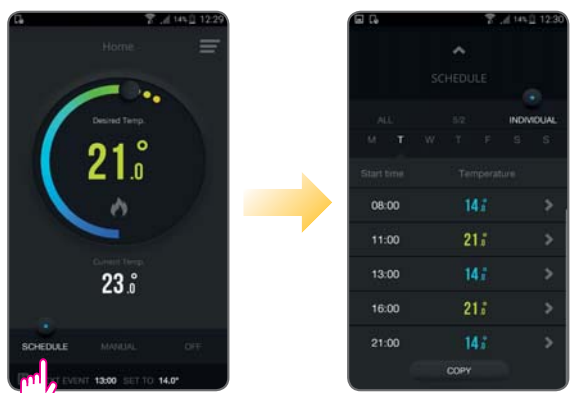 14% 12:29
Home
Desired Temp.
21.0°
Current Temp.
23.0°
SCHEDULE MANUAL OFF
EVENT 13:00 SET TO 14.0°
14% 12:30
SCHEDULE
ALL 5/2 INDIVIDUAL
M T W T F S S
Start time Temperature
08:00 14.0°
11:00 21.0°
13:00 14.0°
16:00 21.0°
21:00 14.0°
COPY